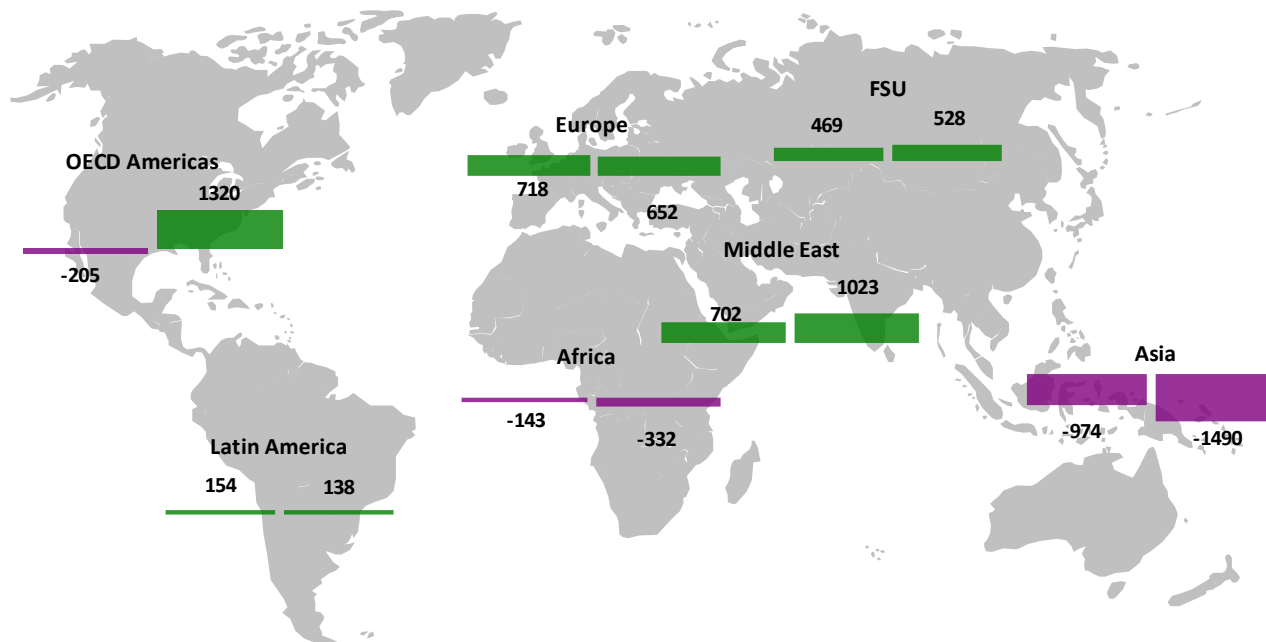 FSU
469 528
Europe
718
652
OECD Americas
1320
-205
Middle East
702
1023
Africa
-143
-332
Asia
-974
-1490
Latin America
154 138